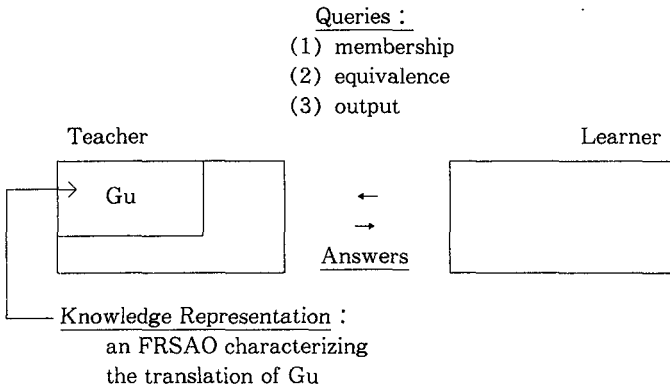 Queries :
(1) membership
(2) equivalence
(3) output
Teacher
Learner
Gu
Answers
Knowledge Representation :
an FRSAO characterizing
the translation of Gu